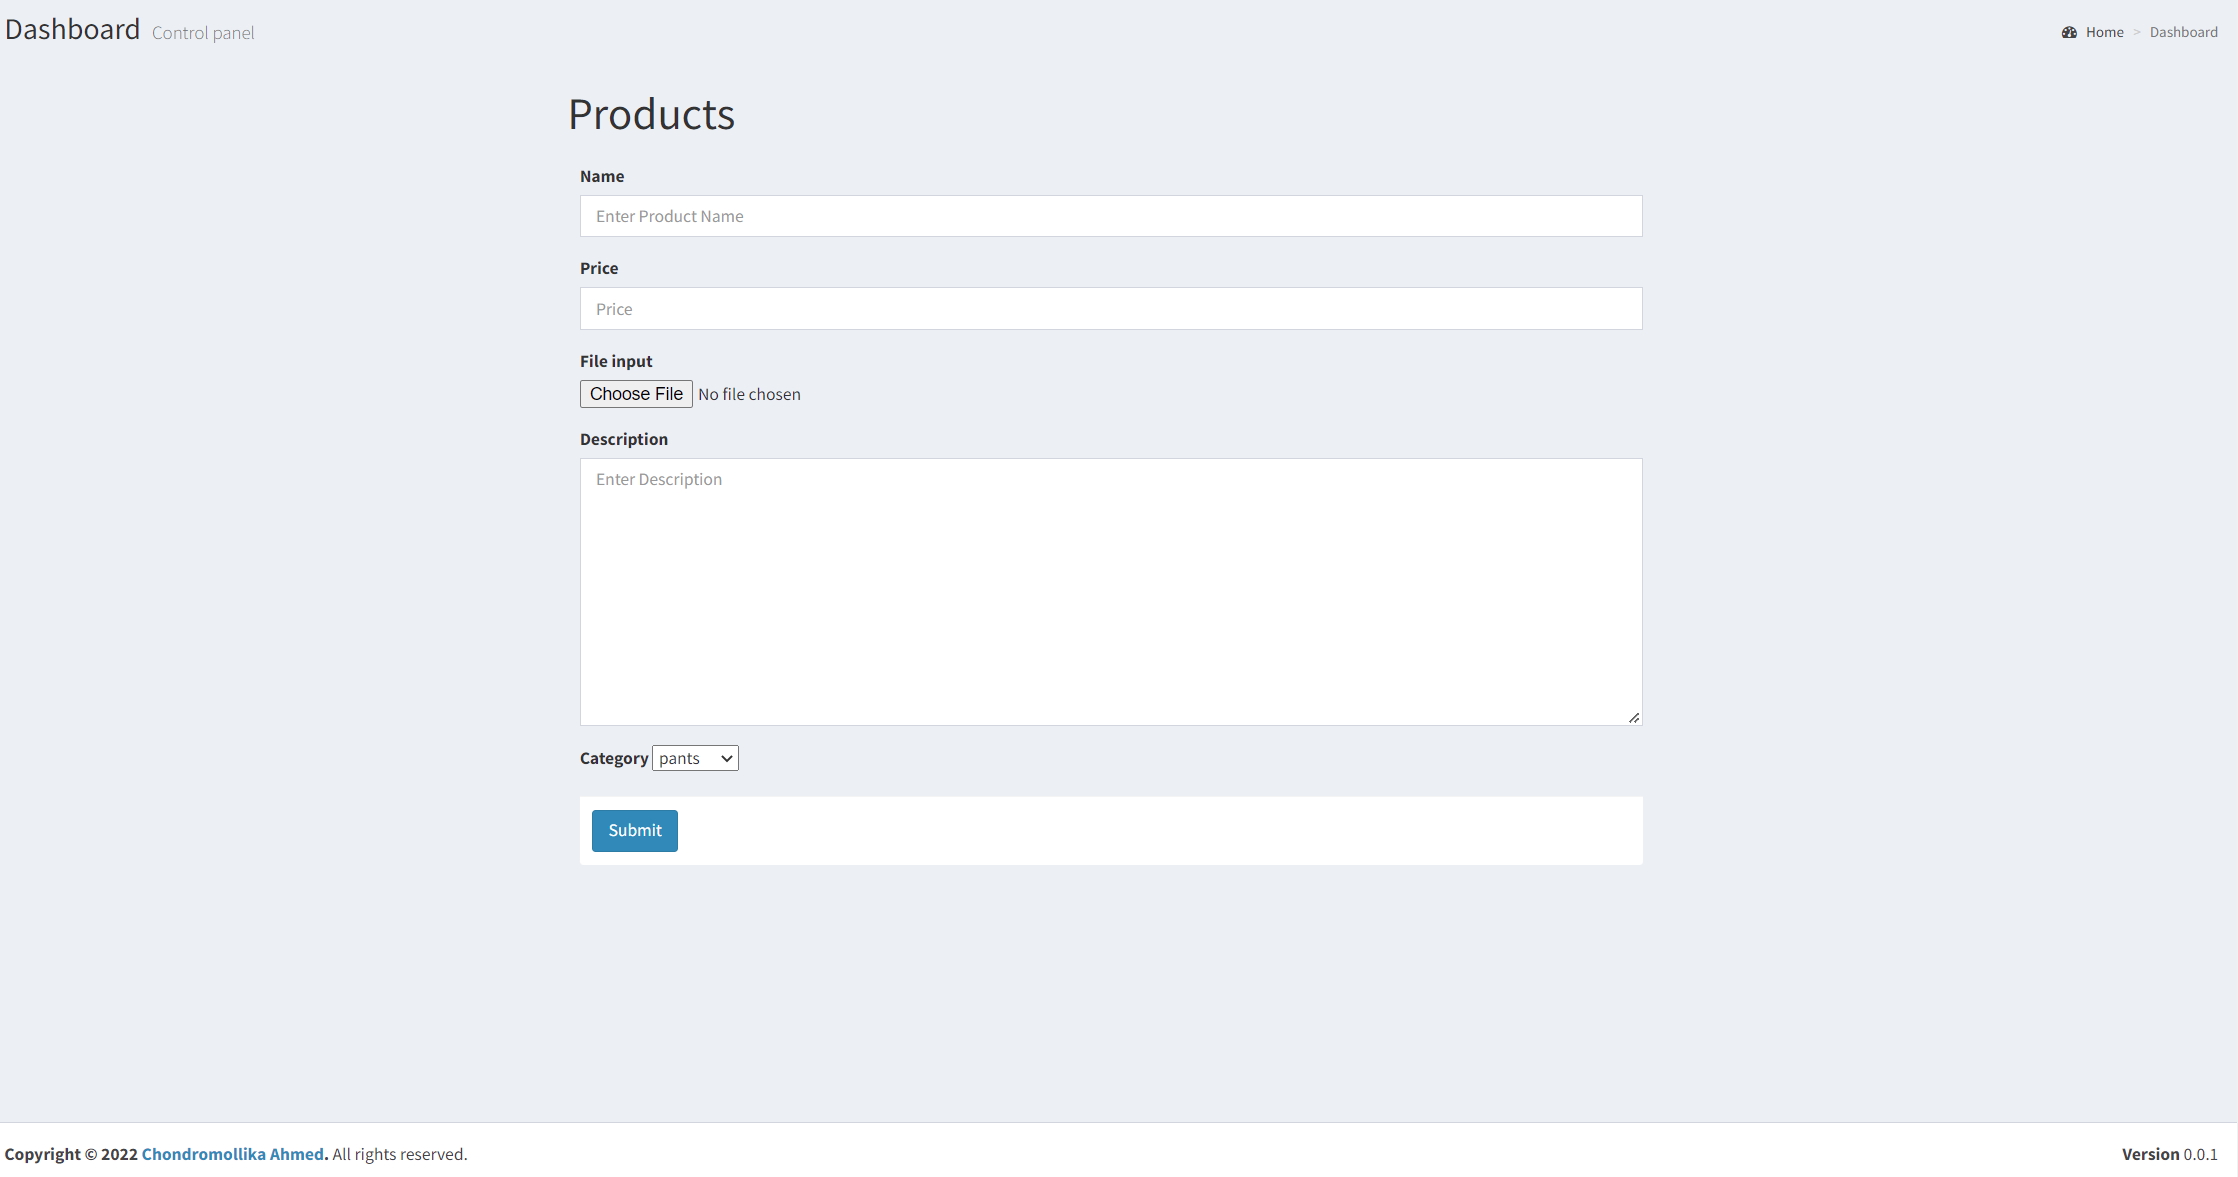 Dashboard Control panel
Home > Dashboard
Products
Name
Enter Product Name
Price
Price
File input
Choose File No file chosen
Description
Enter Description
Category pants
Submit
Copyright © 2022 Chondromollika Ahmed. All rights reserved.
Version 0.0.1